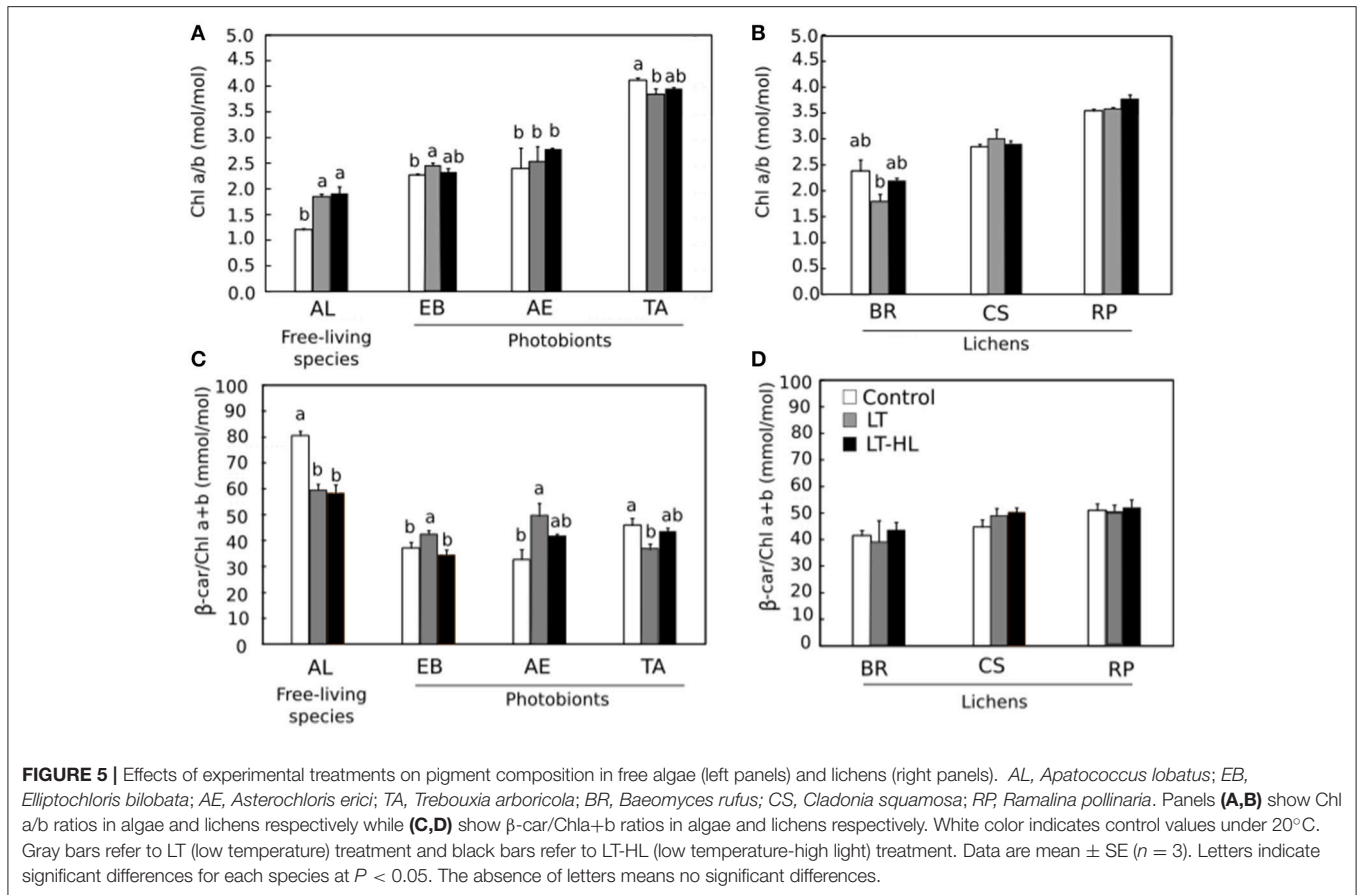 A
Chl a/b (mol/mol)
5.0
4.5
4.0
3.5
3.0
2.5
2.0
1.5
1.0
0.5
0.0
b a a
b a ab
b b b
a b ab
AL EB AE TA
Free-living
species
Photobionts
B
Chl a/b (mol/mol)
5.0
4.5
4.0
3.5
3.0
2.5
2.0
1.5
1.0
0.5
0.0
ab b ab
BR CS RP
Lichens
C
β-car/Chl a+b (mmol/mol)
100
90
80
70
60
50
40
30
20
10
0
a b b
b a b
b a ab
a b ab
AL EB AE TA
Free-living
species
Photobionts
D
β-car/Chl a+b (mmol/mol)
100
90
80
70
60
50
40
30
20
10
0
Control
LT
LT-HL
BR CS RP
Lichens
FIGURE 5 | Effects of experimental treatments on pigment composition in free algae (left panels) and lichens (right panels). AL, Apatococcus lobatus; EB,
Elliptochloris bilobata; AE, Asterochloris erici; TA, Trebouxia arboricola; BR, Baeomyces rufus; CS, Cladonia squamosa; RP, Ramalina pollinaria. Panels (A,B) show Chl
a/b ratios in algae and lichens respectively while (C,D) show β-car/Chla+b ratios in algae and lichens respectively. White color indicates control values under 20°C.
Gray bars refer to LT (low temperature) treatment and black bars refer to LT-HL (low temperature-high light) treatment. Data are mean ± SE (n = 3). Letters indicate
significant differences for each species at P < 0.05. The absence of letters means no significant differences.